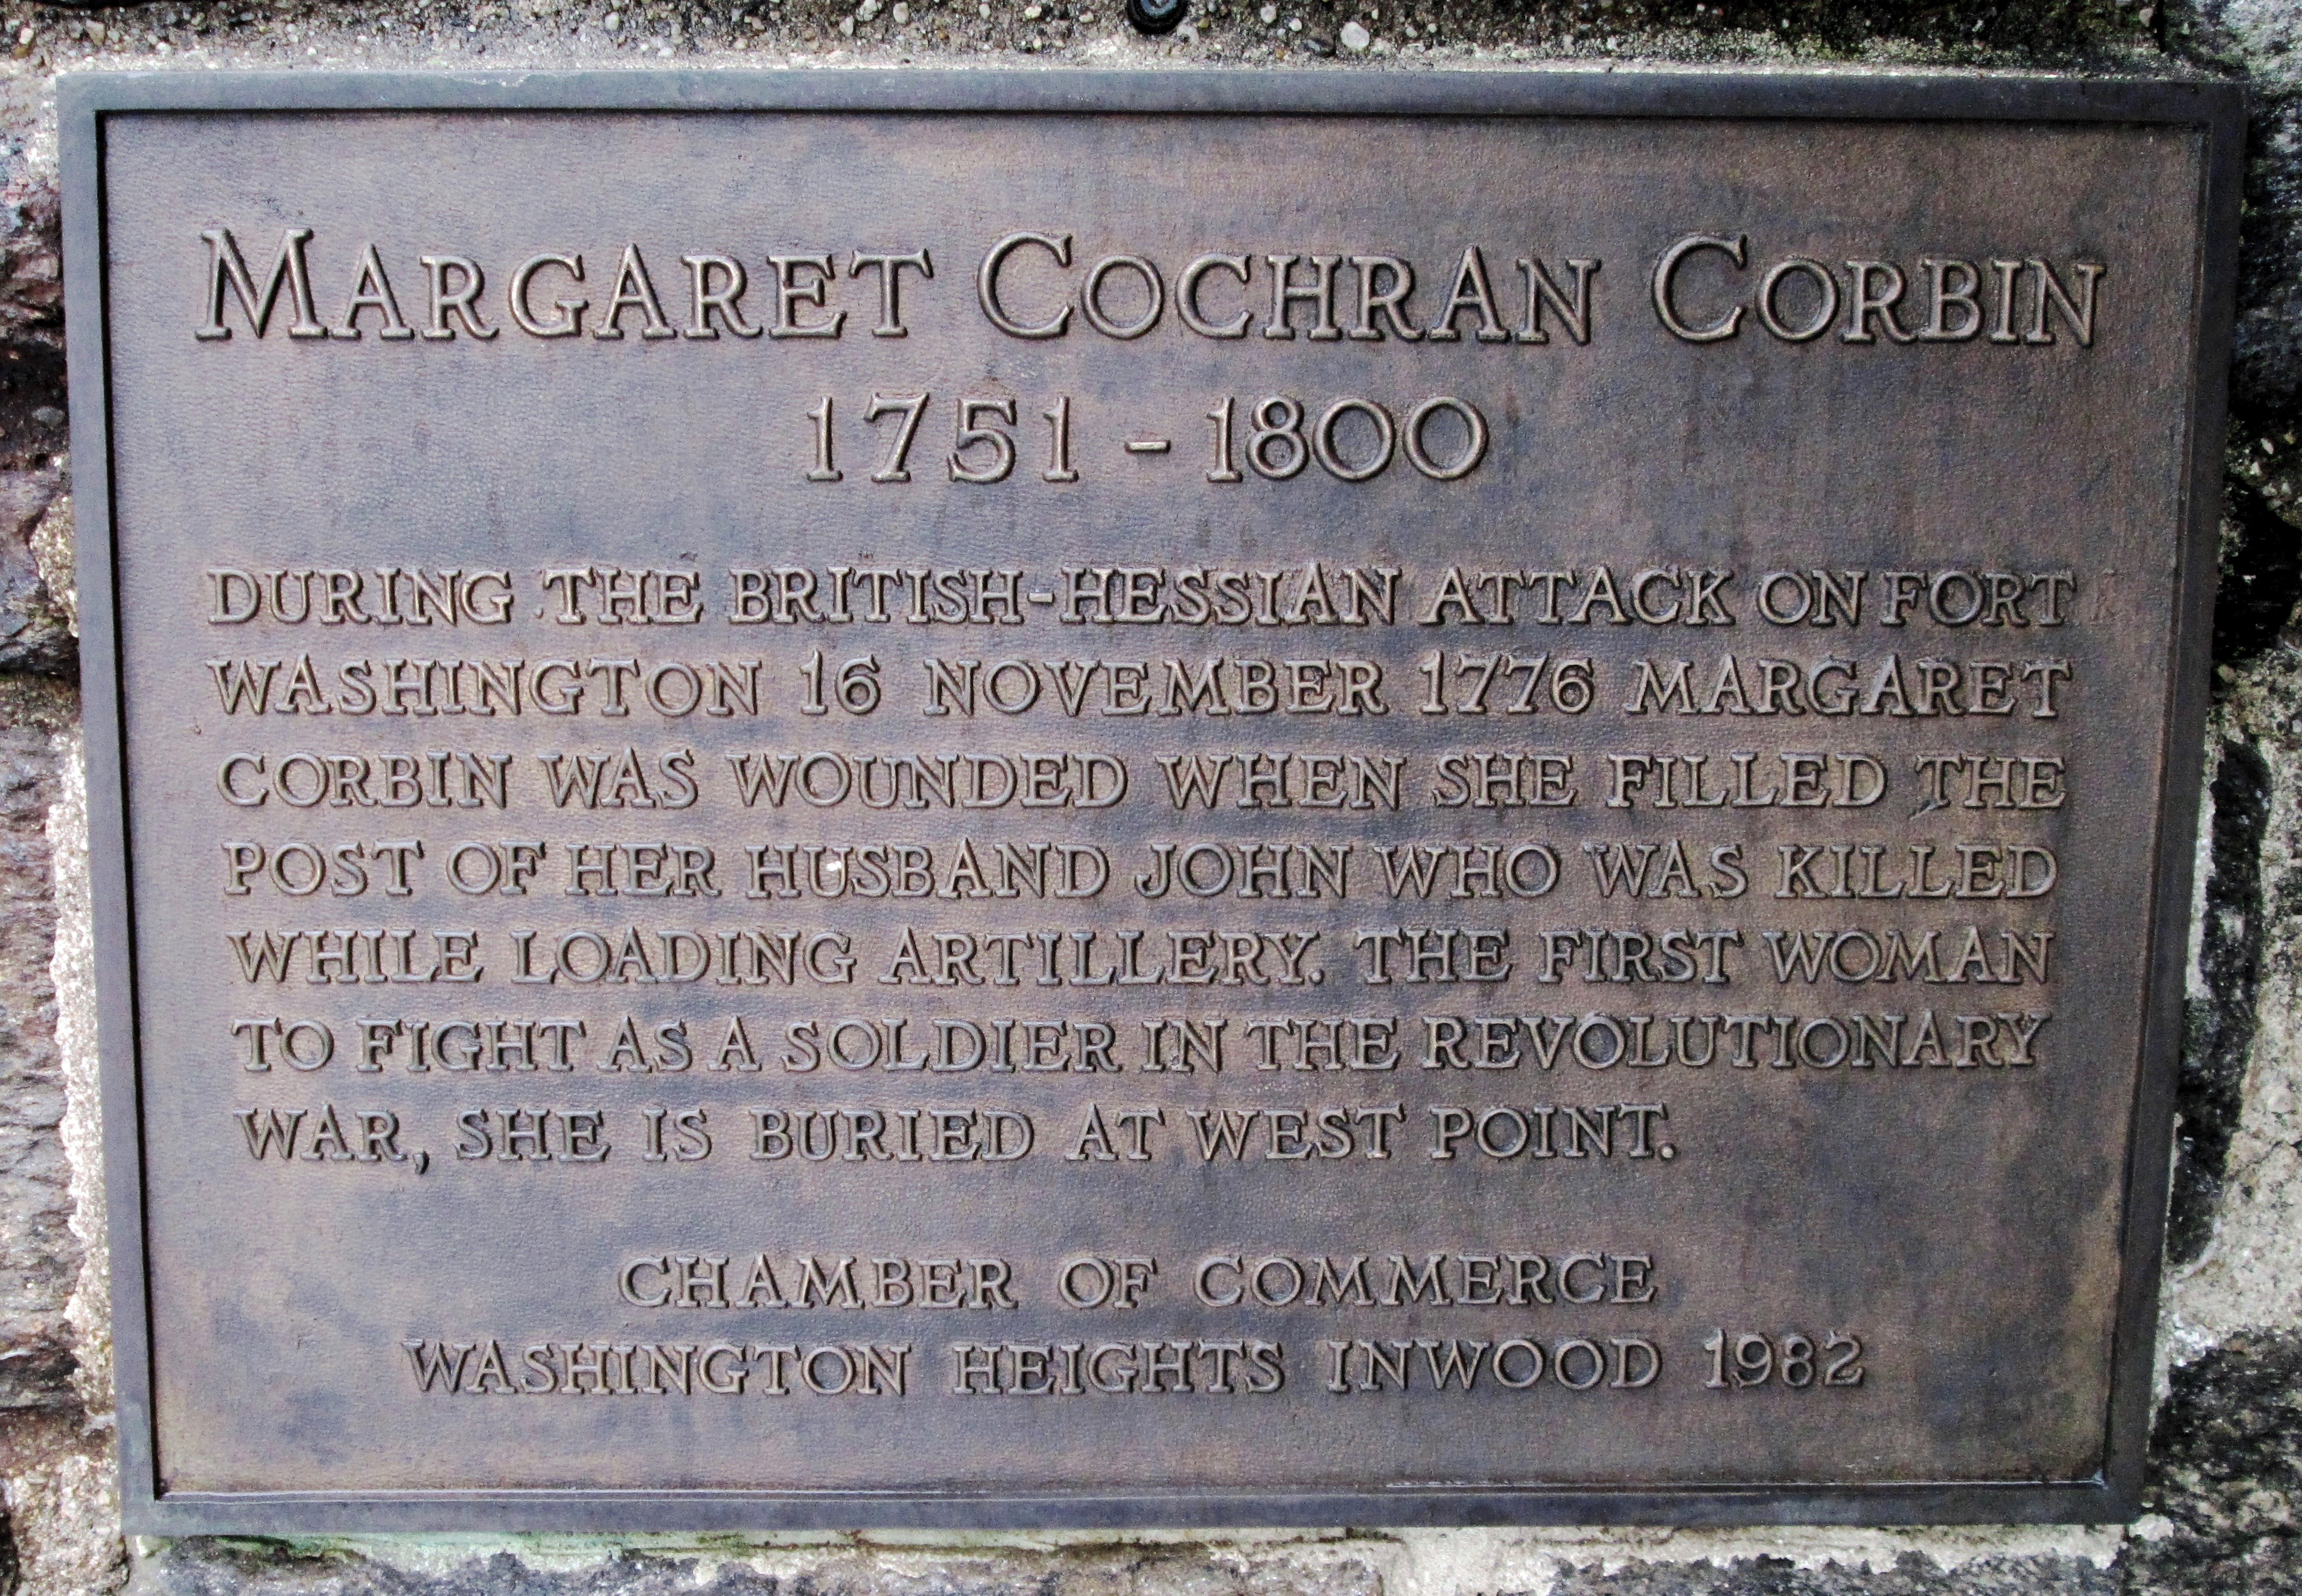 MARGARET COCHRAN CORBIN
1751 - 1800
DURING THE BRITISH-HESSIAN ATTACK ON FORT
WASHINGTON 16 NOVEMBER 1776 MARGARET
CORBIN WAS WOUNDED WHEN SHE FILLED THE
POST OF HER HUSBAND JOHN WHO WAS KILLED
WHILE LOADING ARTILLERY. THE FIRST WOMAN
TO FIGHT AS A SOLDIER IN THE REVOLUTIONARY
WAR, SHE IS BURIED AT WEST POINT.
CHAMBER OF COMMERCE
WASHINGTON HEIGHTS INWOOD 1982